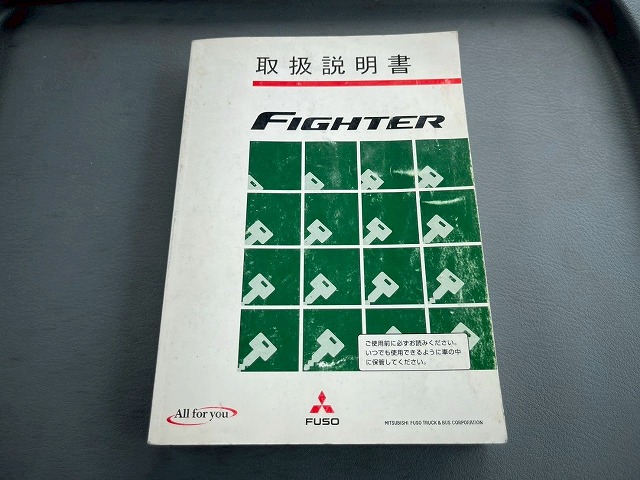 取扱説明書
FIGHTER
ご使用前に必ずお読みください。
いつでも使用できるように車の中
に保管してください。
All for you
FUSO
MITSUBISHI FUSO TRUCK & BUS CORPORATION